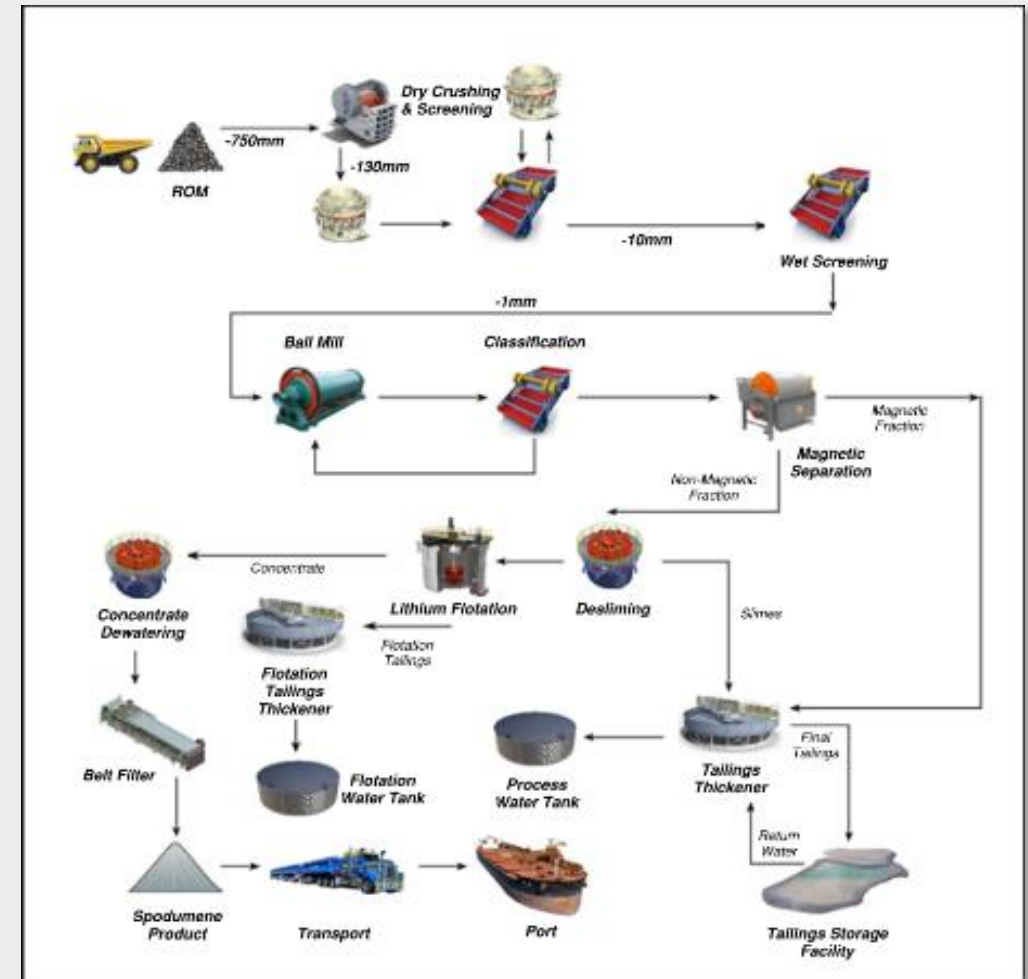 Dry Crushing
& Screening
-750mm
-130mm
ROM
-10mm
Wet Screening
-1mm
Ball Mill
Classification
Magnetic
Fraction
Magnetic
Separation
Non-Magnetic
Fraction
Concentrate
Lithium Flotation
Desliming
Slimes
Concentrate
Dewatering
Flotation
Tailings
Flotation
Tailings
Thickener
Final
Tailings
Belt Filter
Flotation
Water Tank
Process
Water Tank
Tailings
Thickener
Return
Water
Spodumene
Product
Transport
Port
Tailings Storage
Facility